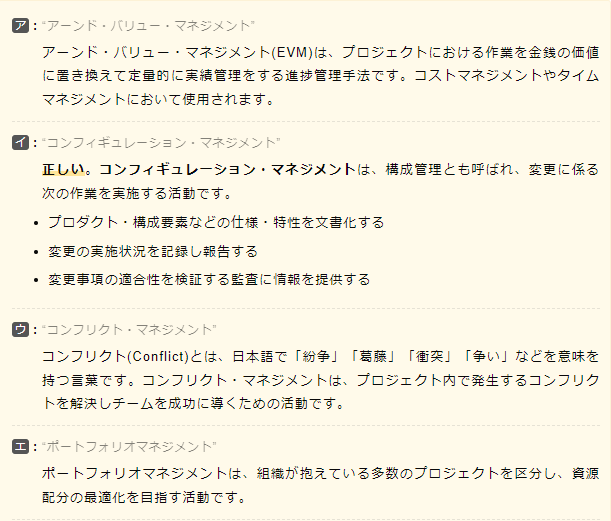 ア：“アーンド・バリュー・マネジメント”
アーンド・バリュー・マネジメント(EVM)は、プロジェクトにおける作業を金銭の価値
に置き換えて定量的に実績管理をする進捗管理手法です。コストマネジメントやタイム
マネジメントにおいて使用されます。
イ：“コンフィギュレーション・マネジメント”
正しい。コンフィギュレーション・マネジメントは、構成管理とも呼ばれ、変更に係る
次の作業を実施する活動です。
• プロダクト・構成要素などの仕様・特性を文書化する
• 変更の実施状況を記録し報告する
• 変更事項の適合性を検証する監査に情報を提供する
ウ：“コンフリクト・マネジメント”
コンフリクト(Conflict)とは、日本語で「紛争」「葛藤」「衝突」「争い」などを意味を
持つ言葉です。コンフリクト・マネジメントは、プロジェクト内で発生するコンフリク
トを解決しチームを成功に導くための活動です。
エ：“ポートフォリオマネジメント”
ポートフォリオマネジメントは、組織が抱えている多数のプロジェクトを区分し、資源
配分の最適化を目指す活動です。